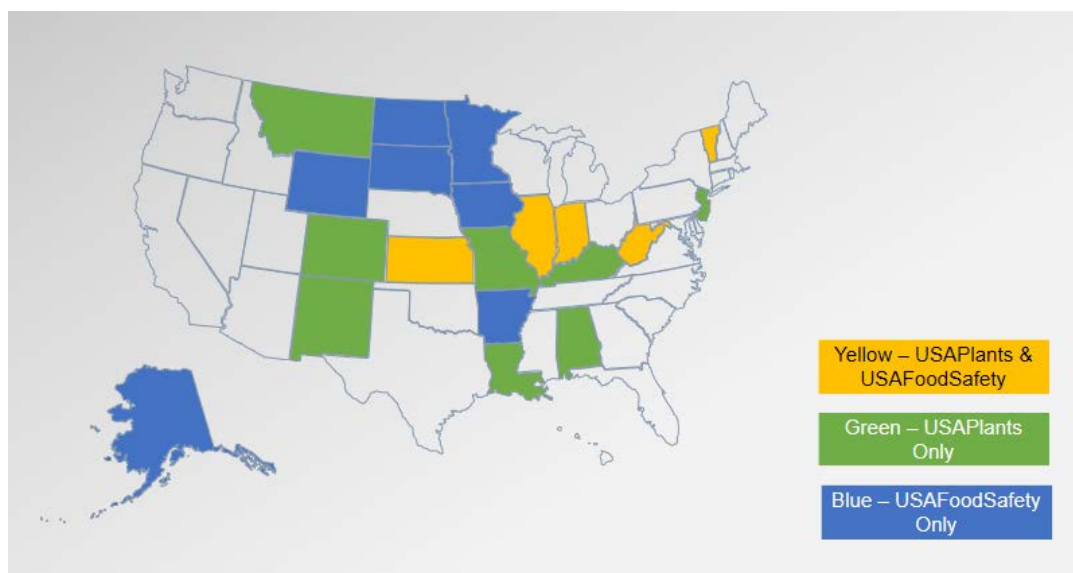 Yellow – USAPlants &
USAFoodSafety
Green – USAPlants
Only
Blue – USAFoodSafety
Only